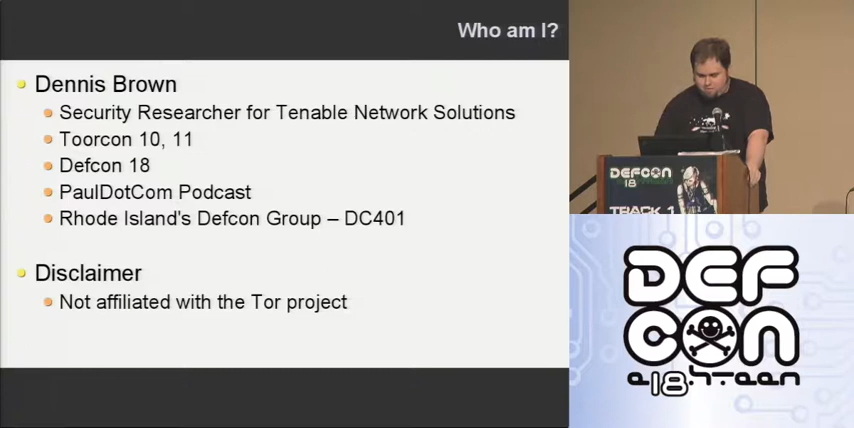 Who am I?
Dennis Brown
Security Researcher for Tenable Network Solutions
Toorcon 10, 11
Defcon 18
PaulDotCom Podcast
Rhode Island's Defcon Group – DC401
Disclaimer
Not affiliated with the Tor project
DEFCON
18
TRACK 1
DEF
CON
18